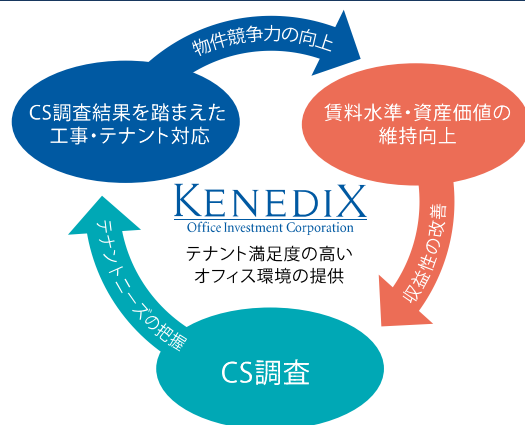 物件競争力の向上
CS調査結果を踏まえた
工事・テナント対応
賃料水準・資産価値の
維持向上
KENEDIX
Office Investment Corporation
テナント満足度の高い
オフィス環境の提供
収益性の改善
テナントニーズの把握
CS調査